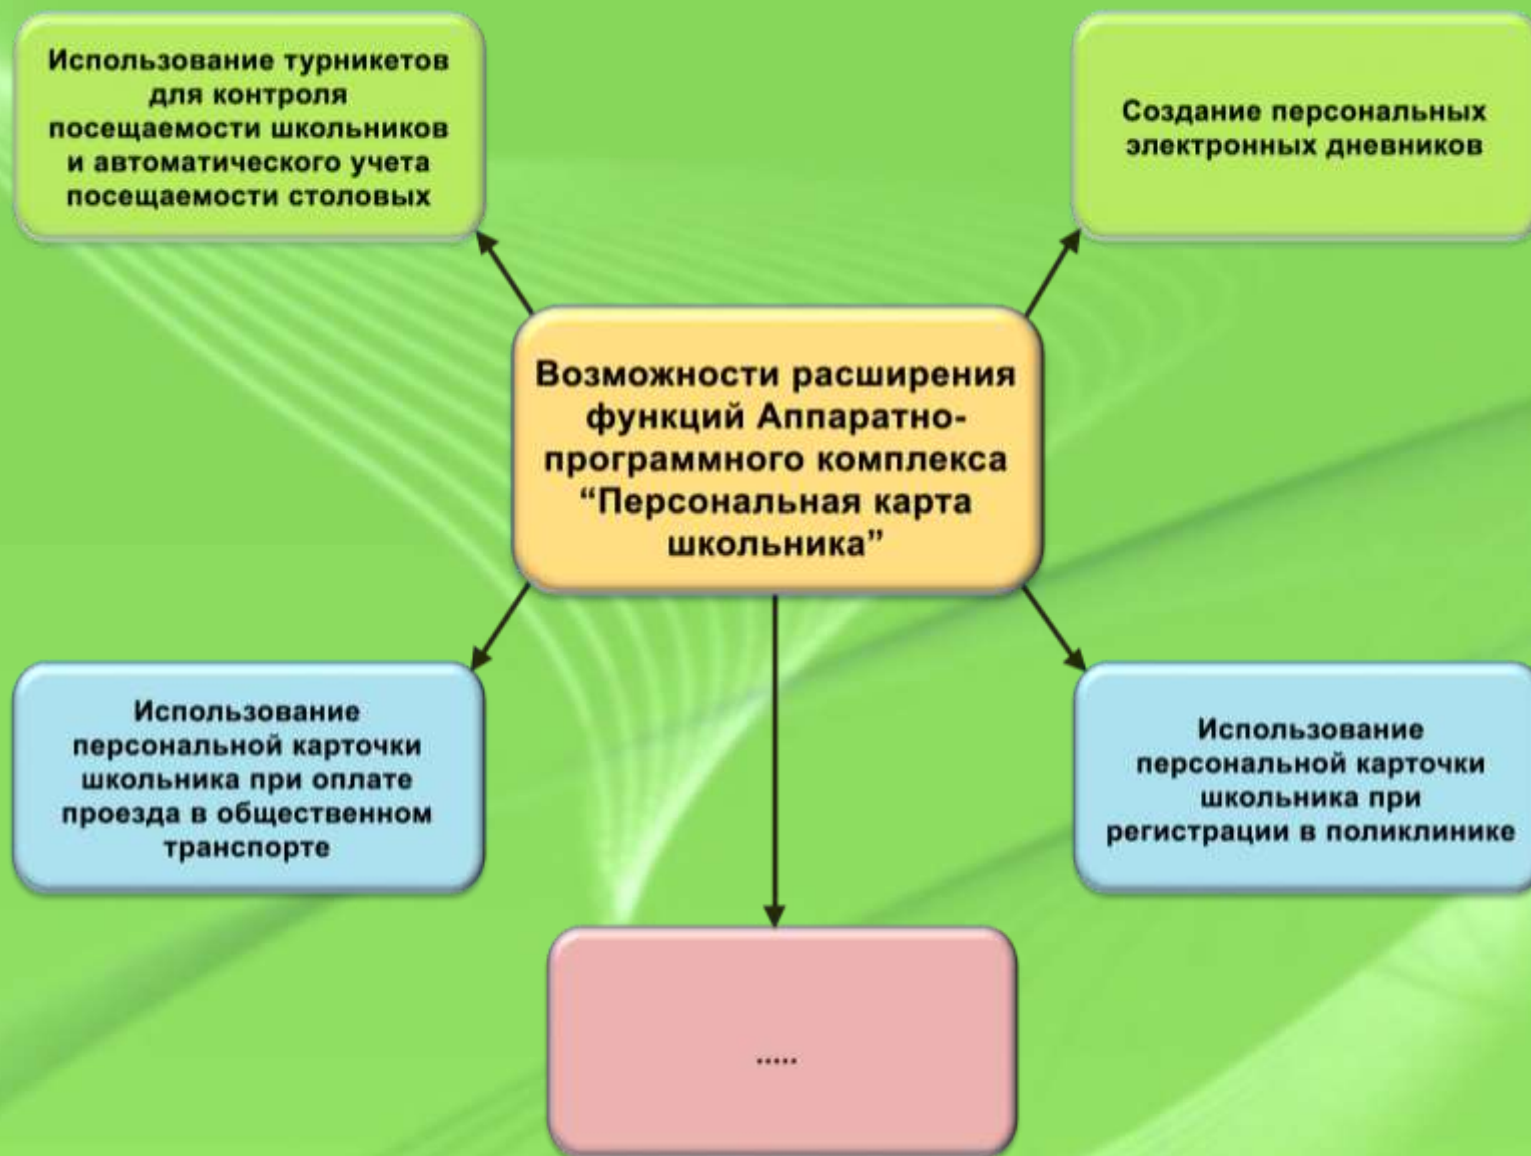 Использование турникетов
для контроля
посещаемости школьников
и автоматического учета
посещаемости столовых
Создание персональных
электронных дневников
Возможности расширения
функций Аппаратно-
программного комплекса
“Персональная карта
школьника”
Использование
персональной карточки
школьника при оплате
проезда в общественном
транспорте
Использование
персональной карточки
школьника при
регистрации в поликлинике
.....